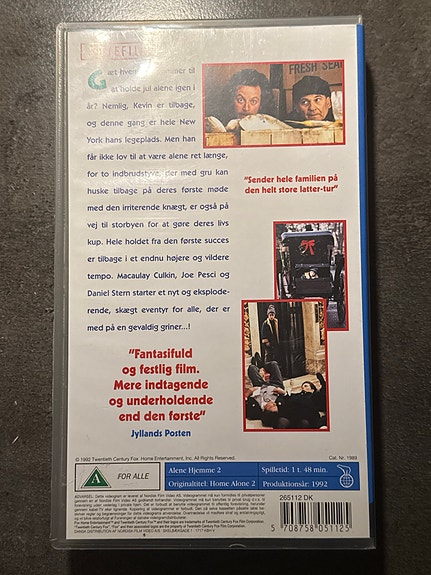 FRESH SEA
Gæt hvem
at holde jul alene igen i
år? Nemlig, Kevin er tilbage,
og denne gang er hele New
York hans legeplads. Men han
får ikke lov til at være alene ret længe,
for to indbrudstyve, der med gru kan
huske tilbage på deres første møde
med den irriterende knægt, er også på
vej til storbyen for at gøre deres livs
kup. Hele holdet fra den første succes
er tilbage i et endnu højere og vildere
tempo. Macaulay Culkin, Joe Pesci og
Daniel Stern starter et nyt og eksplode-
rende, skægt eventyr for alle, der er
med på en gevaldig griner...!
"Sender hele familien på
den helt store latter-tur"
"Fantasifuld
og festlig film.
Mere indtagende
og underholdende
end den første"
Jyllands Posten
© 1992 Twentieth Century Fox. Home Entertainment, Inc. All Rights Reserved.
Cat. Nr. 1989
A
FOR ALLE
Alene Hjemme 2
Spilletid: 1 t. 48 min.
Originaltitel: Home Alone 2
Produktionsår: 1992
265112 DK
5 708758 051125